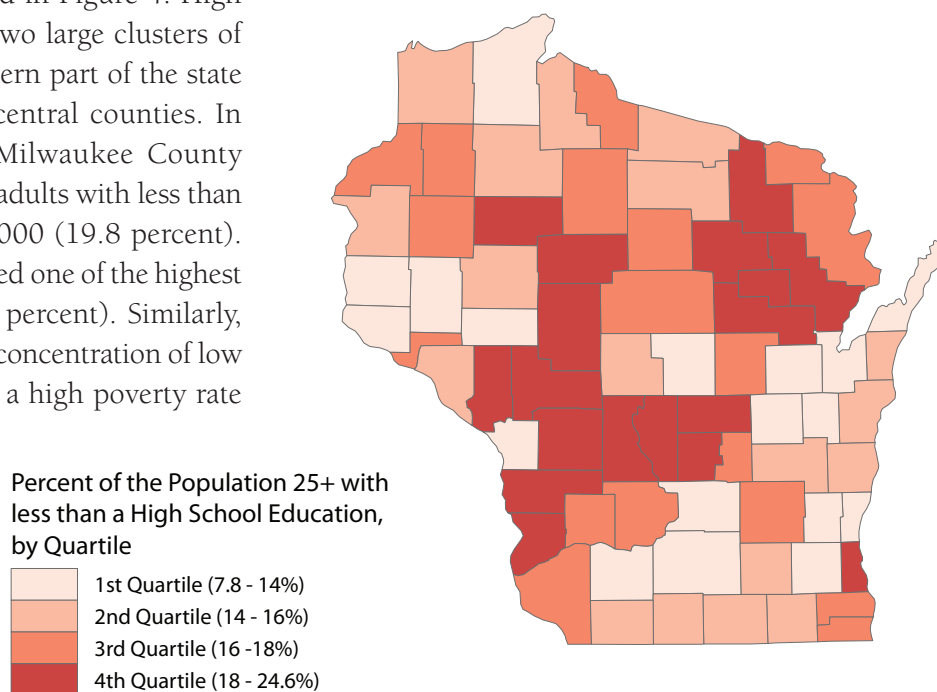 d in Figure 4. High
wo large clusters of
ern part of the state
central counties. In
Milwaukee County
adults with less than
000 (19.8 percent).
ed one of the highest
percent). Similarly,
concentration of low
a high poverty rate
Percent of the Population 25+ with
less than a High School Education,
by Quartile
1st Quartile (7.8 - 14%)
2nd Quartile (14 - 16%)
3rd Quartile (16 -18%)
4th Quartile (18 - 24.6%)